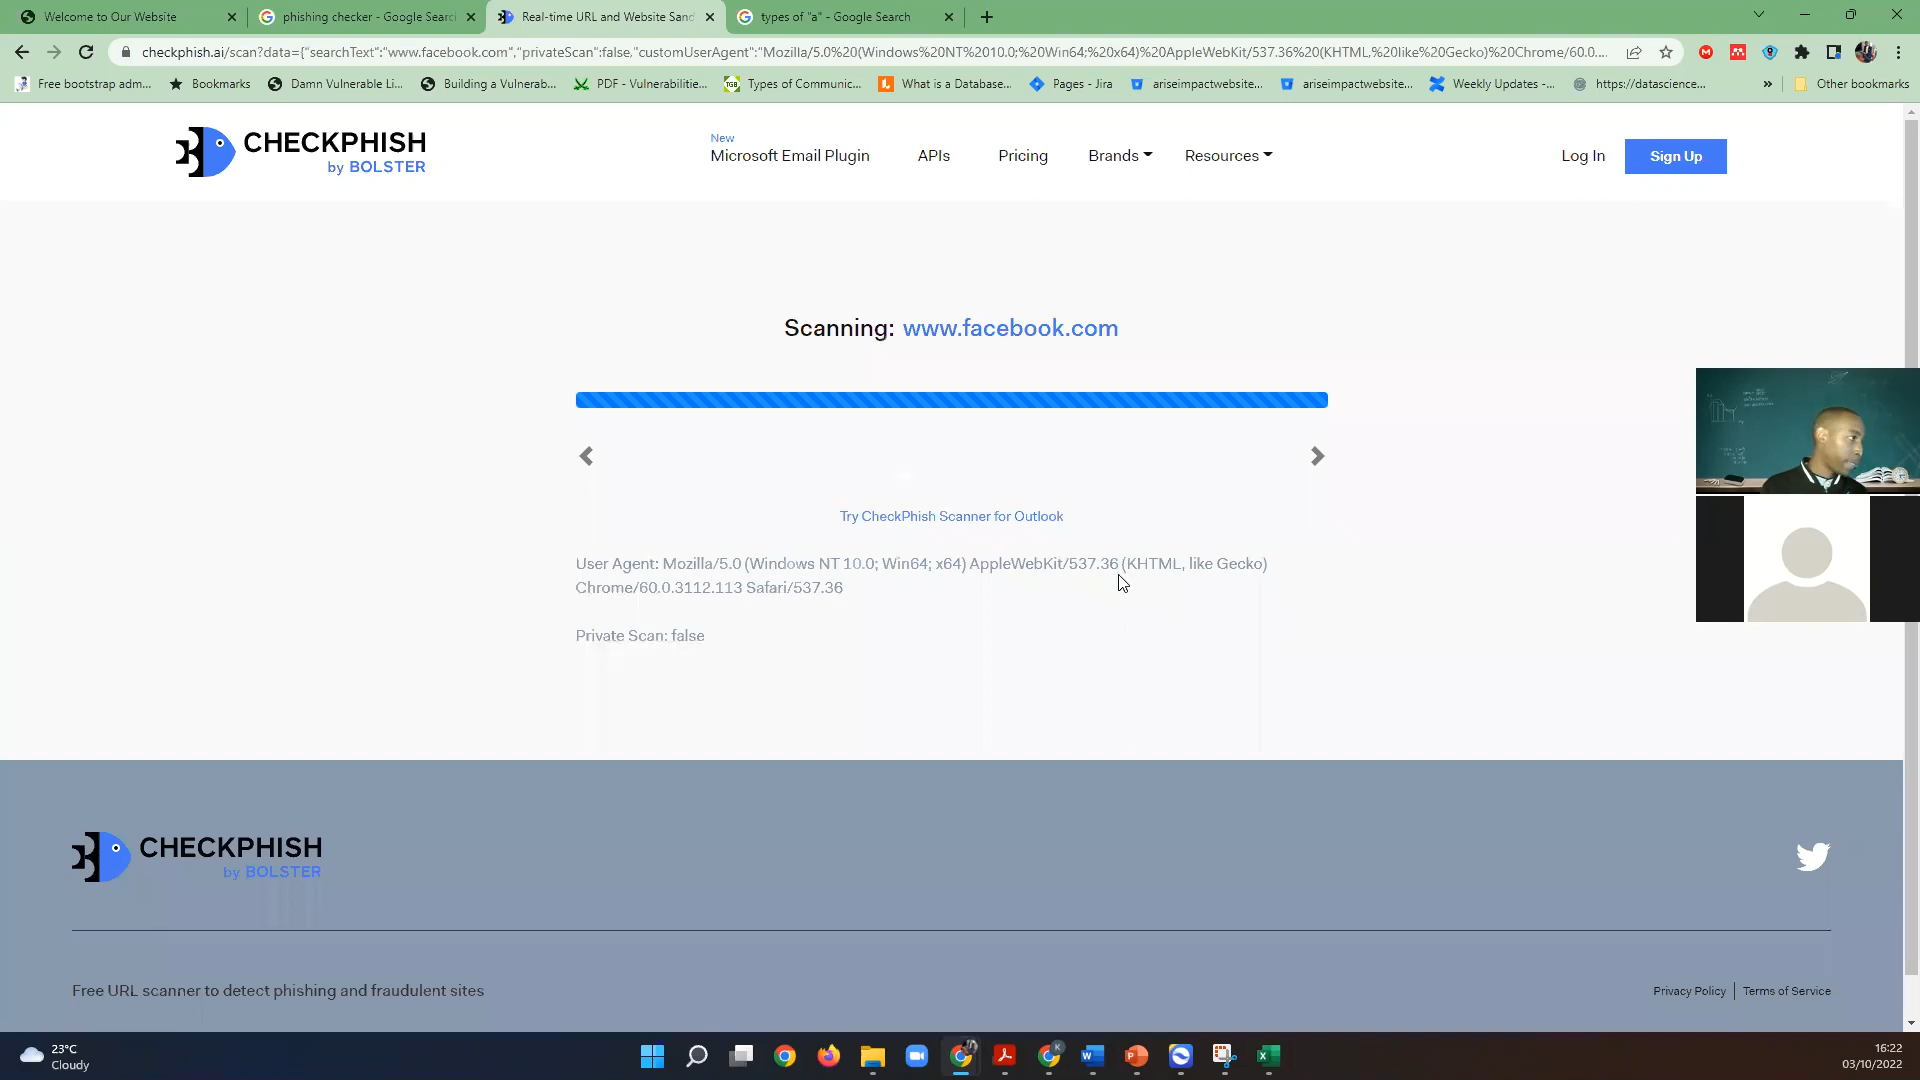 Welcome to Our Website
phishing checker - Google Searc
Real-time URL and Website Sand
types of "a" - Google Search
checkphish.ai/scan?data={"searchText":"www.facebook.com","privateScan":false,"customUserAgent":"Mozilla/5.0%20(Windows%20NT%2010.0;%20Win64;%20x64)%20AppleWebKit/537.36%20(KHTML,%20like%20Gecko)%20Chrome/60.0....
Free bootstrap adm...
Bookmarks
Damn Vulnerable Li...
Building a Vulnerab...
PDF - Vulnerabilitie...
Types of Communic...
What is a Database...
Pages - Jira
ariseimpactwebsite...
ariseimpactwebsite...
Weekly Updates -...
https://datascience...
»
Other bookmarks
CHECKPHISH
by BOLSTER
New
Microsoft Email Plugin
APIs
Pricing
Brands
Resources
Log In
Sign Up
Scanning: www.facebook.com
Try CheckPhish Scanner for Outlook
User Agent: Mozilla/5.0 (Windows NT 10.0; Win64; x64) AppleWebKit/537.36 (KHTML, like Gecko)
Chrome/60.0.3112.113 Safari/537.36
Private Scan: false
CHECKPHISH
by BOLSTER
Free URL scanner to detect phishing and fraudulent sites
Privacy Policy
Terms of Service
23°C
Cloudy
16:22
03/10/2022